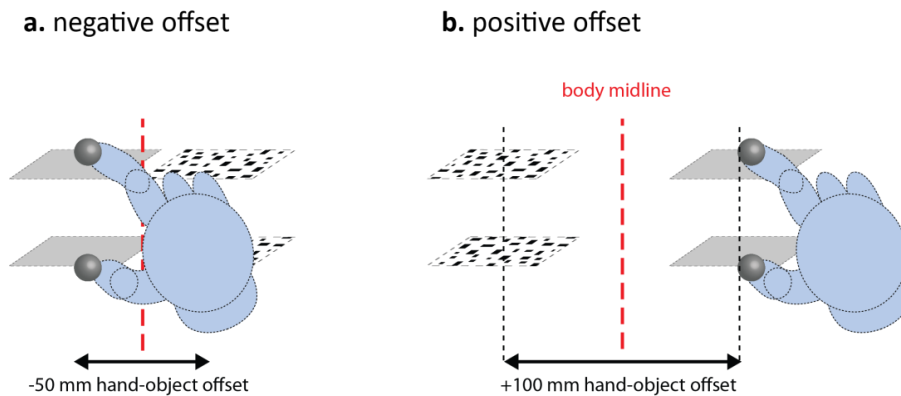 a. negative offset
b. positive offset
body midline
-50 mm hand-object offset
+100 mm hand-object offset